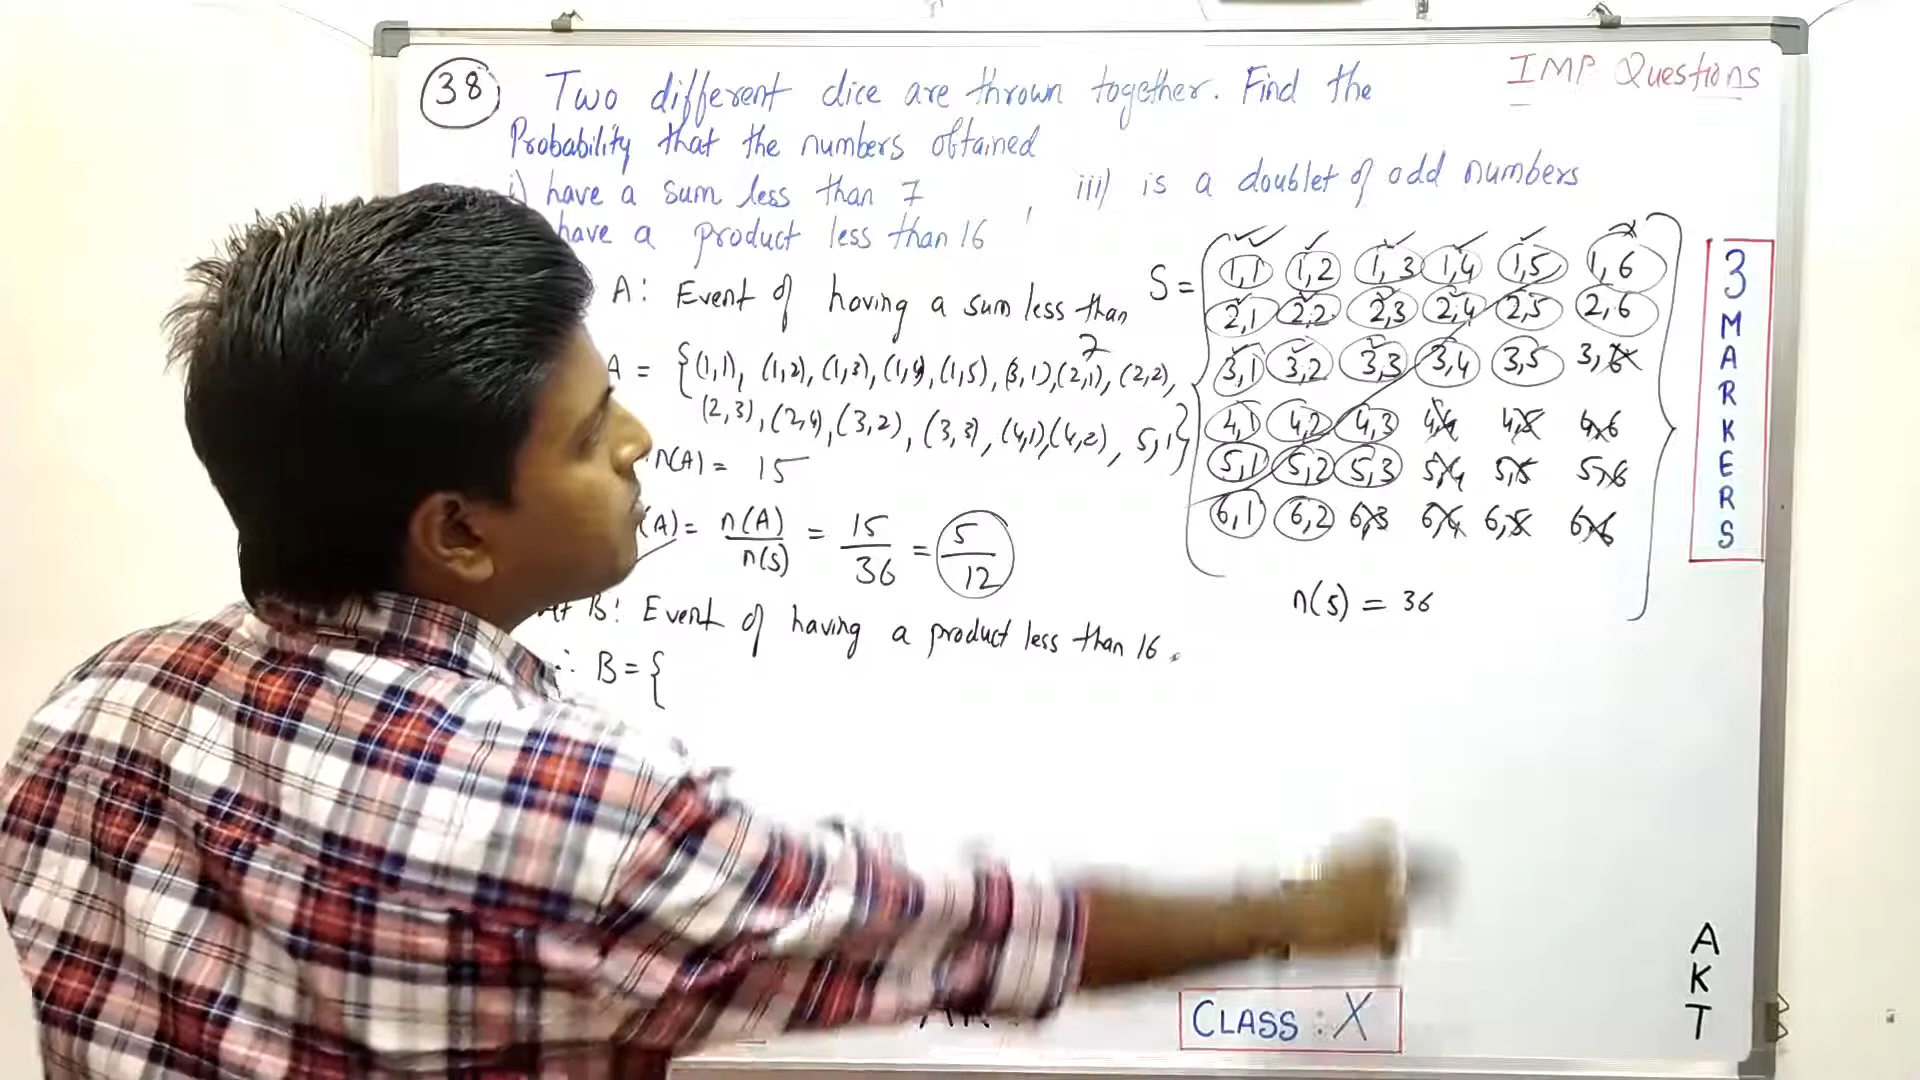 38 Two different dice are thrown together. Find the
Probability that the numbers obtained
i) have a sum less than 7 , iii) is a doublet of odd numbers
have a product less than 16
IMP Questions
A: Event of having a sum less than
7
A = {(1,1), (1,2), (1,3), (1,4), (1,5), (3,1), (2,1), (2,2),
(2,3), (2,4), (3,2), (3,3), (4,1), (4,2), 5,1}
n(A) = 15
(A) = n(A)/n(S) = 15/36 = 5/12
B: Event of having a product less than 16.
∴ B = {
S =
1,1 1,2 1,3 1,4 1,5 1,6
2,1 2,2 2,3 2,4 2,5 2,6
3,1 3,2 3,3 3,4 3,5 3,6
4,1 4,2 4,3 4,4 4,5 4,6
5,1 5,2 5,3 5,4 5,5 5,6
6,1 6,2 6,3 6,4 6,5 6,6
n(S) = 36
3
MARKERS
CLASS : X
AKT